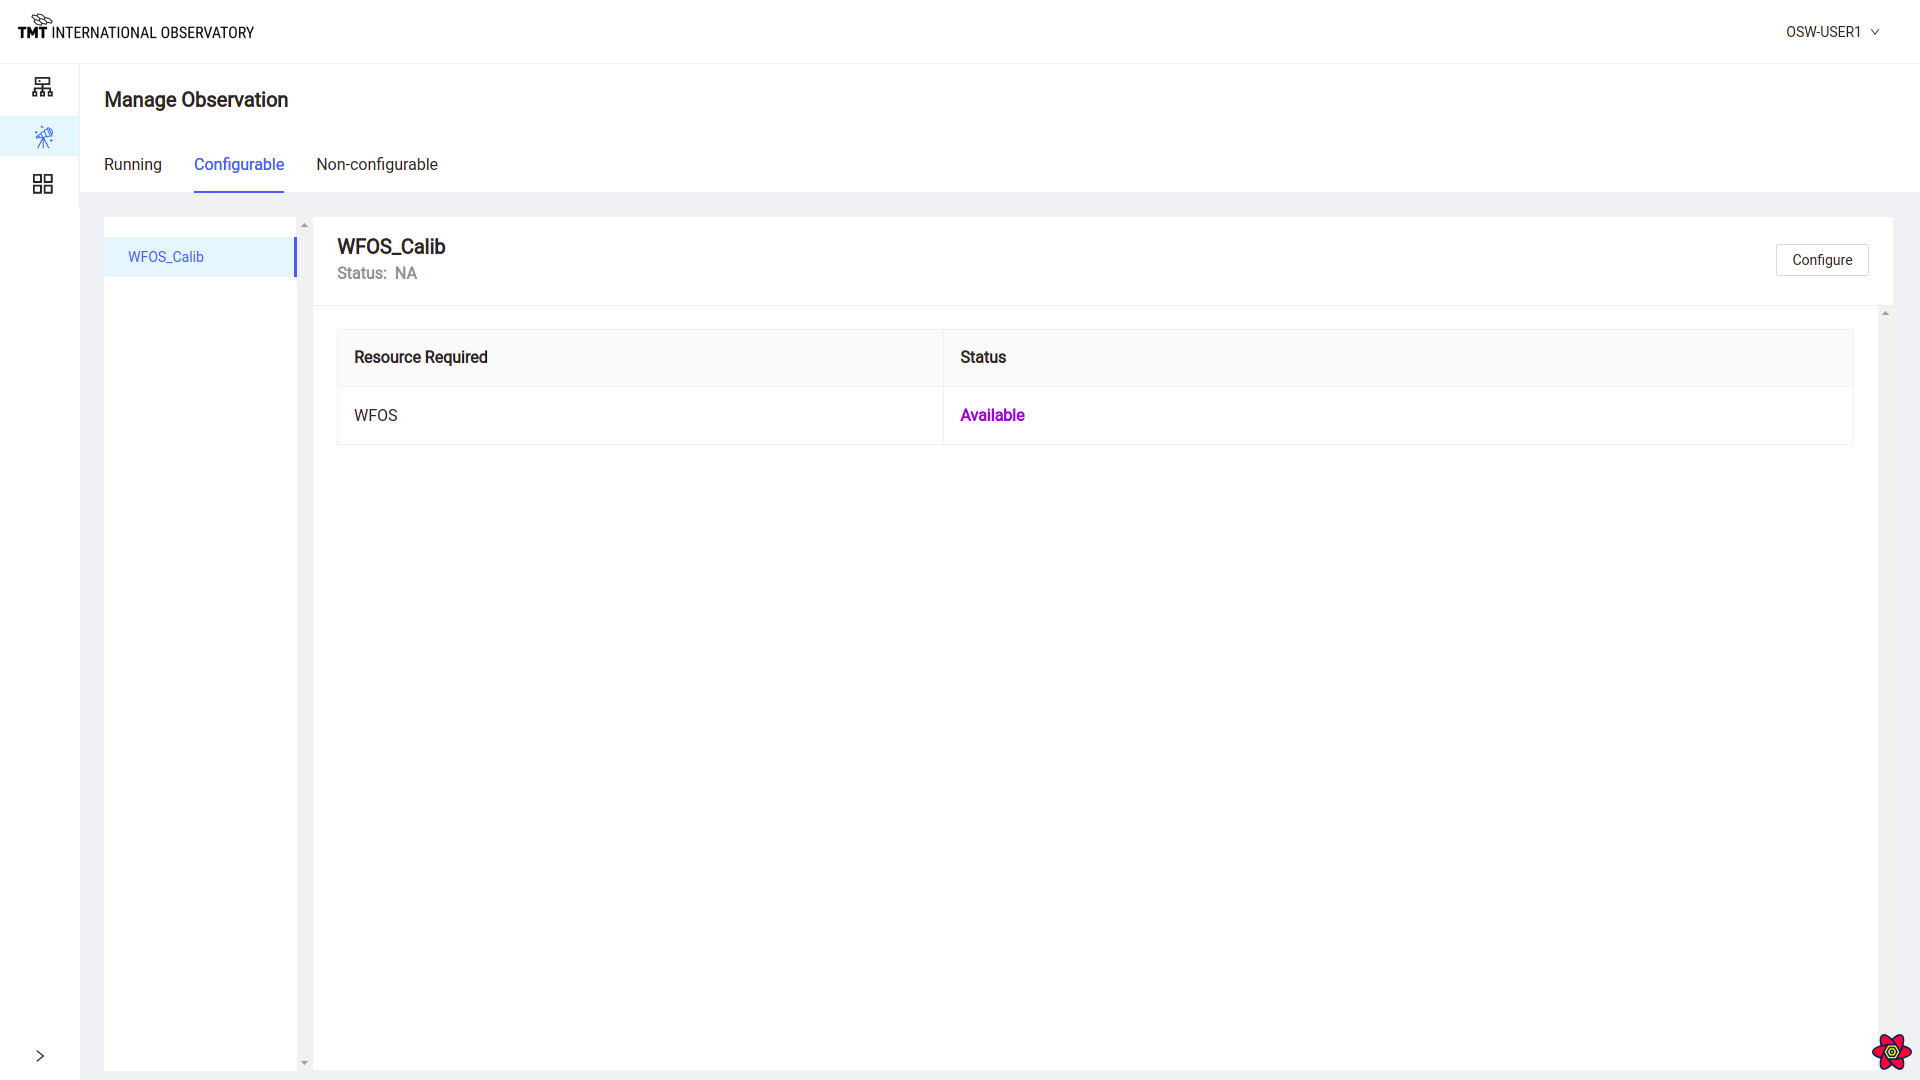 TMT INTERNATIONAL OBSERVATORY
OSW-USER1
Manage Observation
Running Configurable Non-configurable
WFOS_Calib
WFOS_Calib
Status: NA
Configure
Resource Required Status
WFOS Available